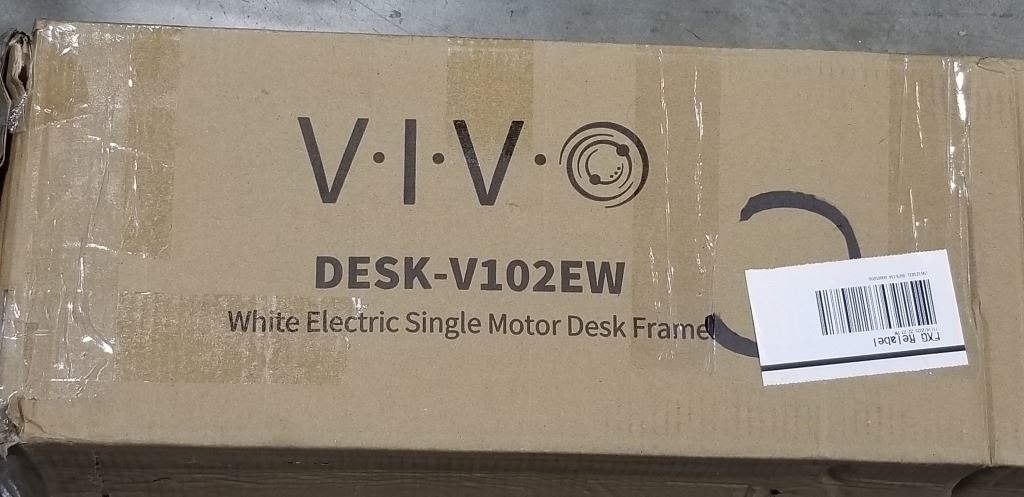 V·I·V·O
DESK-V102EW
White Electric Single Motor Desk Frame
FXG Relabel